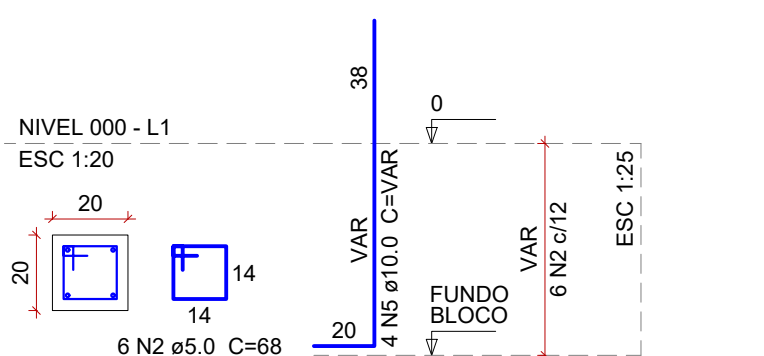 38
0
NIVEL 000 - L1
ESC 1:20
ESC 1:25
20
20
14
14
6 N2 ø5.0 C=68
VAR
4 N5 ø10.0 C=VAR
20
FUNDO
BLOCO
VAR
6 N2 c/12